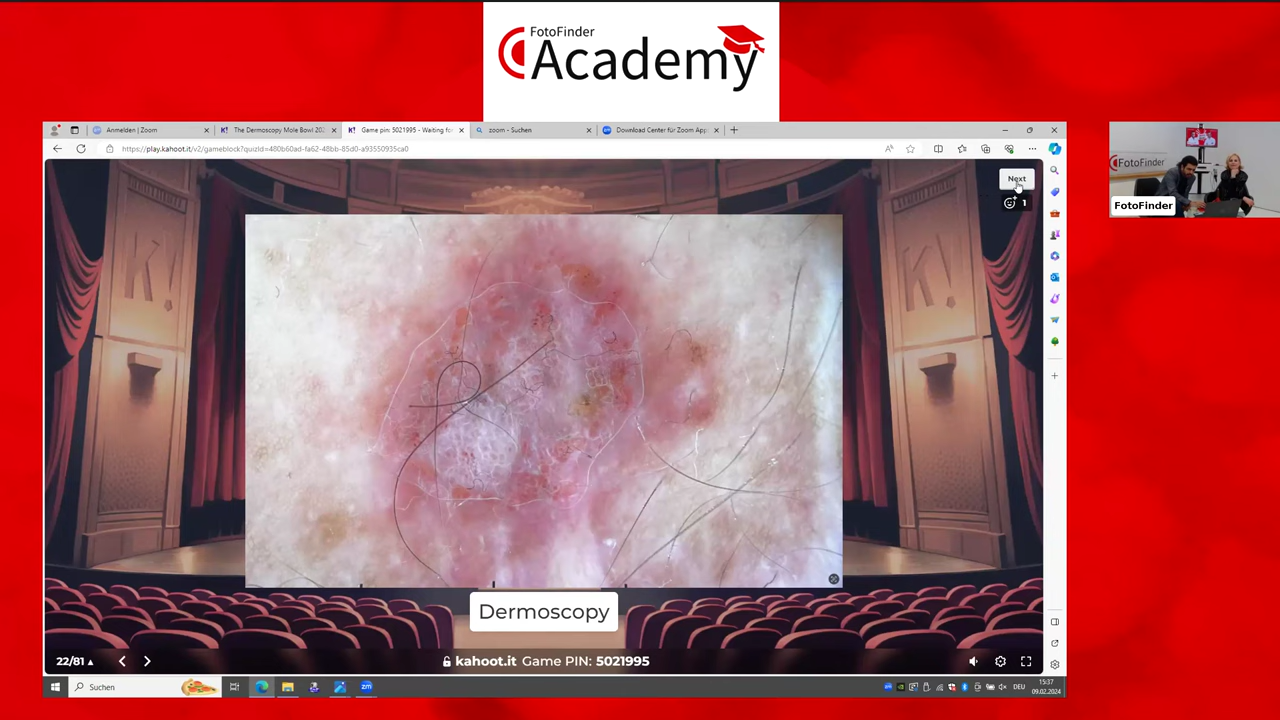 FotoFinder
Academy
Anmelden | Zoom
The Dermoscopy Mole Bowl 202
Game pin: 5021995 - Waiting fo
zoom - Suchen
Download Center für Zoom App
https://play.kahoot.it/v2/gameblock?quizId=480b60ad-fa62-48bb-85d0-a93550935ca0
Next
1
K!
K!
FotoFinder
FotoFinder
Dermoscopy
22/81
kahoot.it Game PIN: 5021995
Suchen
zm
DEU
15:37
09.02.2024